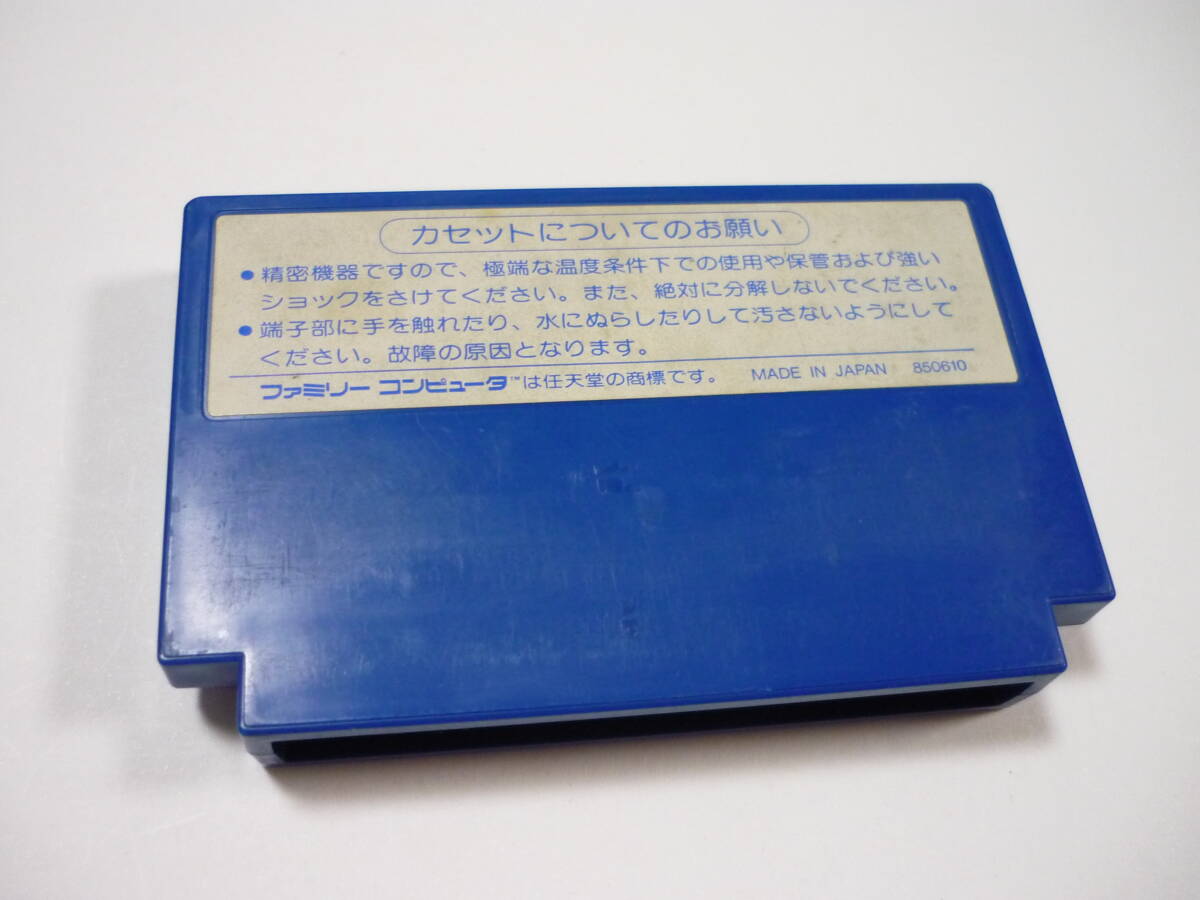 カセットについてのお願い
● 精密機器ですので、極端な温度条件下での使用や保管および強い
ショックをさけてください。また、絶対に分解しないでください。
● 端子部に手を触れたり、水にぬらしたりして汚さないようにして
ください。故障の原因となります。
ファミリー コンピュータ™は任天堂の商標です。 MADE IN JAPAN 850610